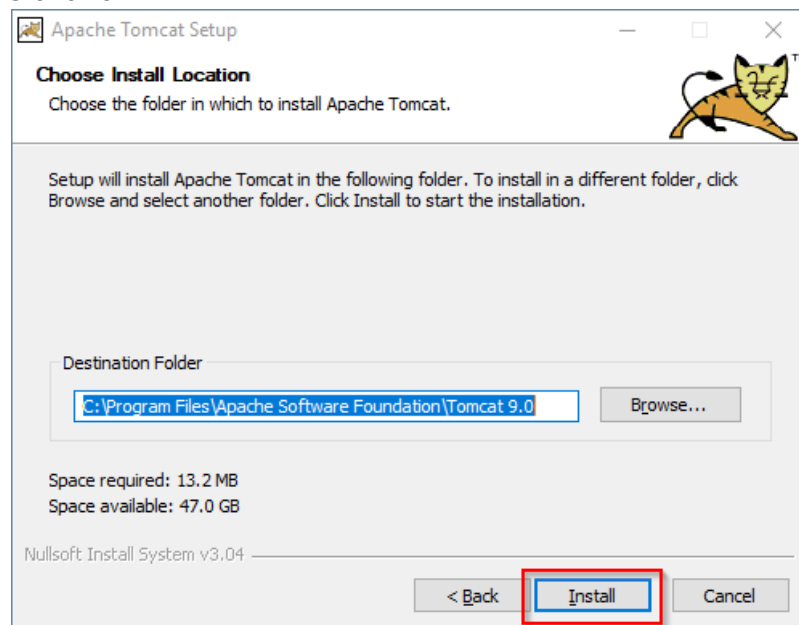 Apache Tomcat Setup
Choose Install Location
Choose the folder in which to install Apache Tomcat.
TM
Setup will install Apache Tomcat in the following folder. To install in a different folder, click
Browse and select another folder. Click Install to start the installation.
Destination Folder
C:\Program Files\Apache Software Foundation\Tomcat 9.0
Browse...
Space required: 13.2 MB
Space available: 47.0 GB
Nullsoft Install System v3.04
< Back Install Cancel